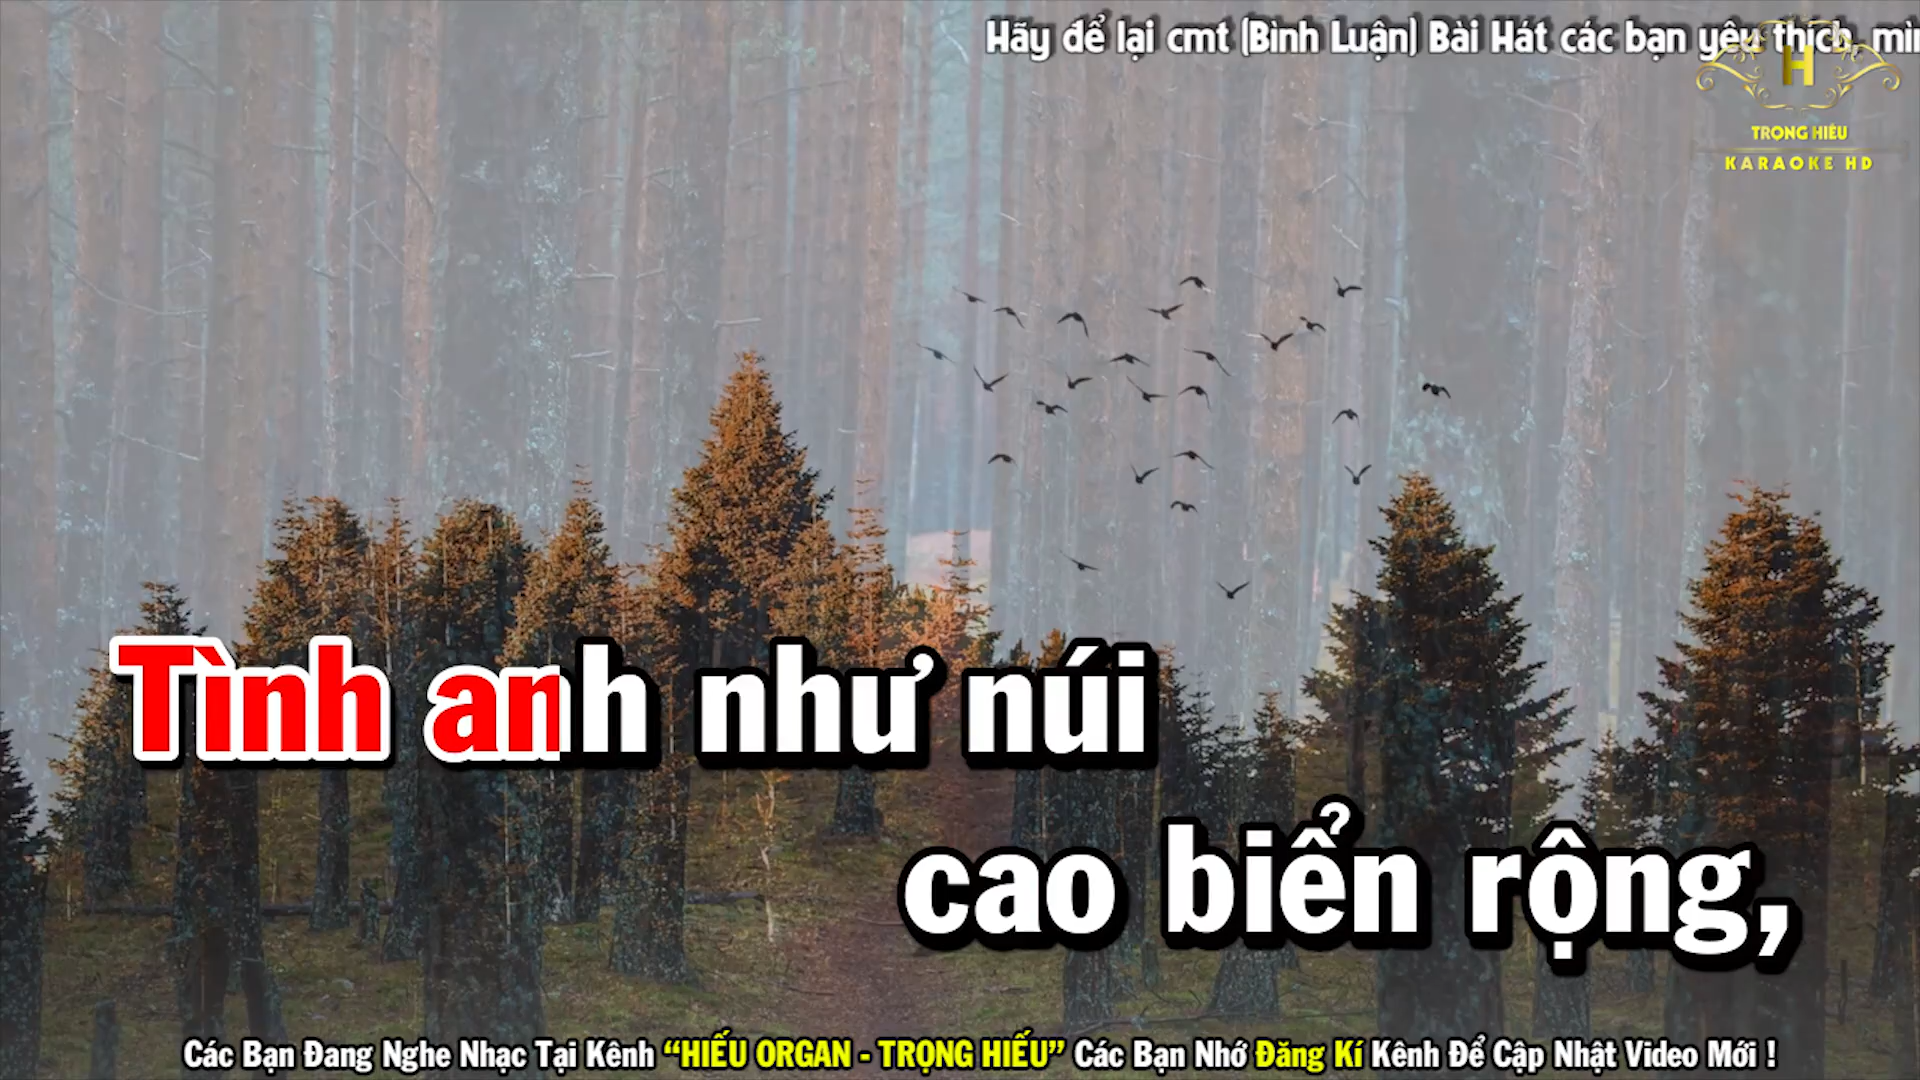 Hãy để lại cmt (Bình Luận) Bài Hát các bạn yêu thích, mìn
H
TRỌNG HIẾU
KARAOKE HD
Tình anh như núi
cao biển rộng,
Các Bạn Đang Nghe Nhạc Tại Kênh “HIẾU ORGAN - TRỌNG HIẾU” Các Bạn Nhớ Đăng Kí Kênh Để Cập Nhật Video Mới !